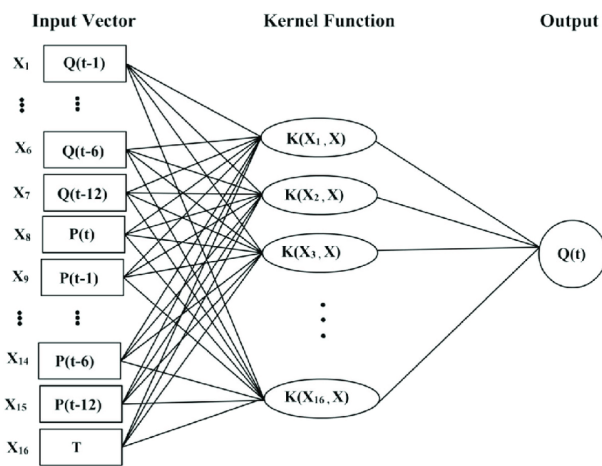 Input Vector Kernel Function Output
X1 Q(t-1)
X6 Q(t-6)
X7 Q(t-12)
X8 P(t)
X9 P(t-1)
X14 P(t-6)
X15 P(t-12)
X16 T
K(X1, X)
K(X2, X)
K(X3, X)
K(X16, X)
Q(t)